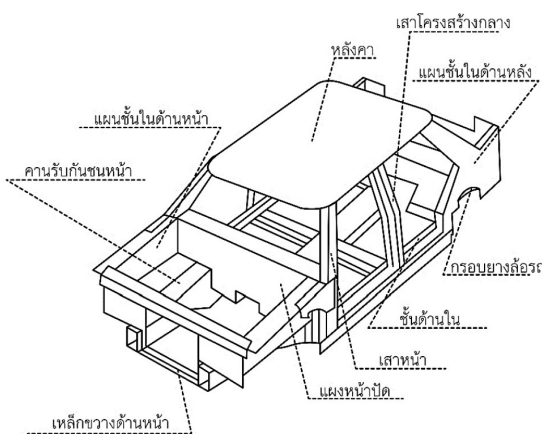 เสาโครงสร้างกลาง
หลังคา
แผนชั้นในด้านหลัง
แผนชั้นในด้านหน้า
คานรับกันชนหน้า
กรอบยางล้อรถ
ชั้นด้านใน
เสาหน้า
แผงหน้าปัด
เหล็กขวางด้านหน้า